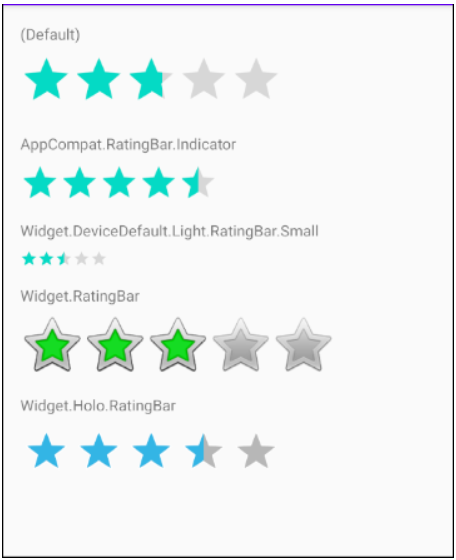 (Default)
AppCompat.RatingBar.Indicator
Widget.DeviceDefault.Light.RatingBar.Small
Widget.RatingBar
Widget.Holo.RatingBar